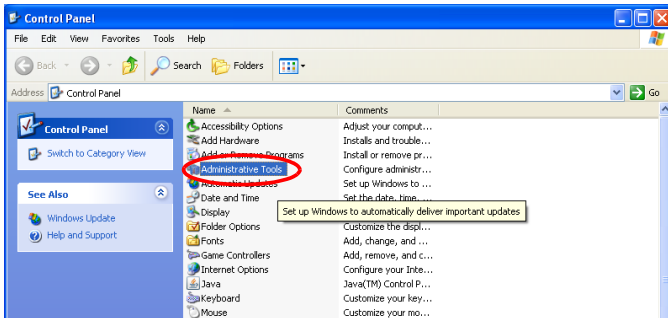 Control Panel
File Edit View Favorites Tools Help
Back Search Folders
Address Control Panel Go
Control Panel
Switch to Category View
See Also
Windows Update
Help and Support
Name Comments
Accessibility Options Adjust your comput...
Add Hardware Installs and trouble...
Add or Remove Programs Install or remove pr...
Administrative Tools Configure administr...
Automatic Updates Set up Windows to ...
Date and Time Set the date, time, ...
Display
Set up Windows to automatically deliver important updates
Folder Options Customize the displ...
Fonts Add, change, and ...
Game Controllers Add, remove, and c...
Internet Options Configure your Inte...
Java Java(TM) Control P...
Keyboard Customize your key...
Mouse Customize your mo...